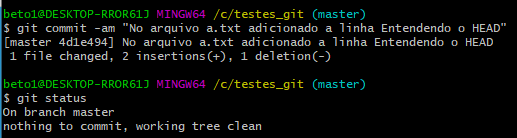 beto1@DESKTOP-RROR61J MINGW64 /c/testes_git (master)
$ git commit -am "No arquivo a.txt adicionado a linha Entendendo o HEAD"
[master 4d1e494] No arquivo a.txt adicionado a linha Entendendo o HEAD
 1 file changed, 2 insertions(+), 1 deletion(-)

beto1@DESKTOP-RROR61J MINGW64 /c/testes_git (master)
$ git status
On branch master
nothing to commit, working tree clean